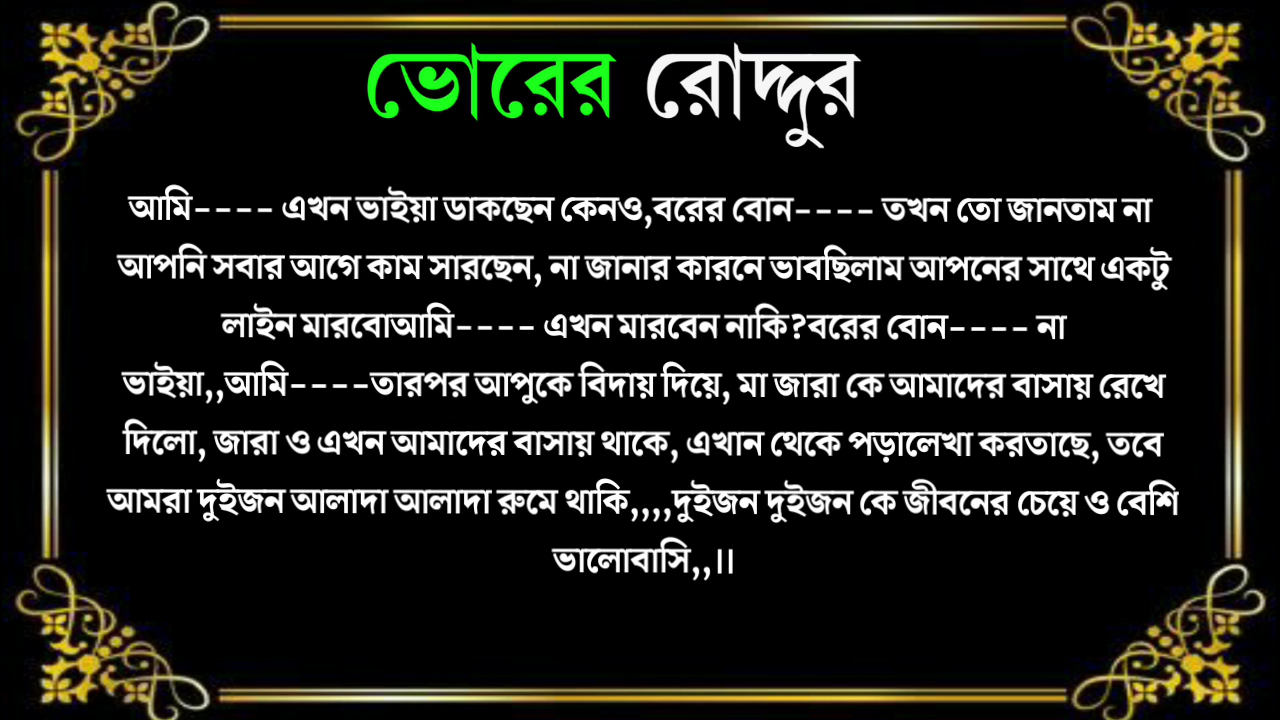 ভোরের রোদ্দুর
আমি---- এখন ভাইয়া ডাকছেন কেনও,বরের বোন---- তখন তো জানতাম না
আপনি সবার আগে কাম সারছেন, না জানার কারনে ভাবছিলাম আপনের সাথে একটু
লাইন মারবোআমি---- এখন মারবেন নাকি?বরের বোন---- না
ভাইয়া,,আমি----তারপর আপুকে বিদায় দিয়ে, মা জারা কে আমাদের বাসায় রেখে
দিলো, জারা ও এখন আমাদের বাসায় থাকে, এখান থেকে পড়ালেখা করতাছে, তবে
আমরা দুইজন আলাদা আলাদা রুমে থাকি,,,,দুইজন দুইজন কে জীবনের চেয়ে ও বেশি
ভালোবাসি,,।।